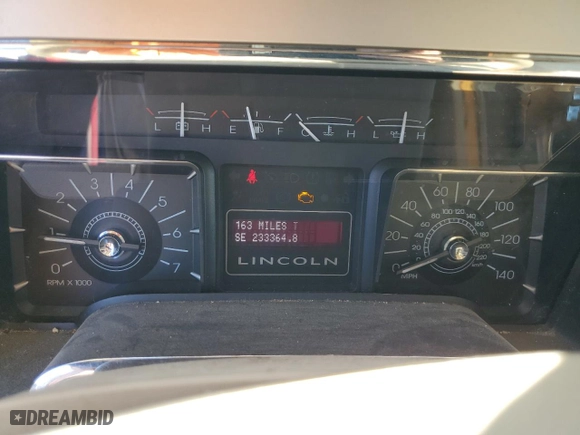 L H E F C H L H
1 2 3 4 5 6 7 0
RPM X 1000
163 MILES T
SE 233364.8
LINCOLN
0 20 40 60 80 100 120 140
MPH
DREAMBID